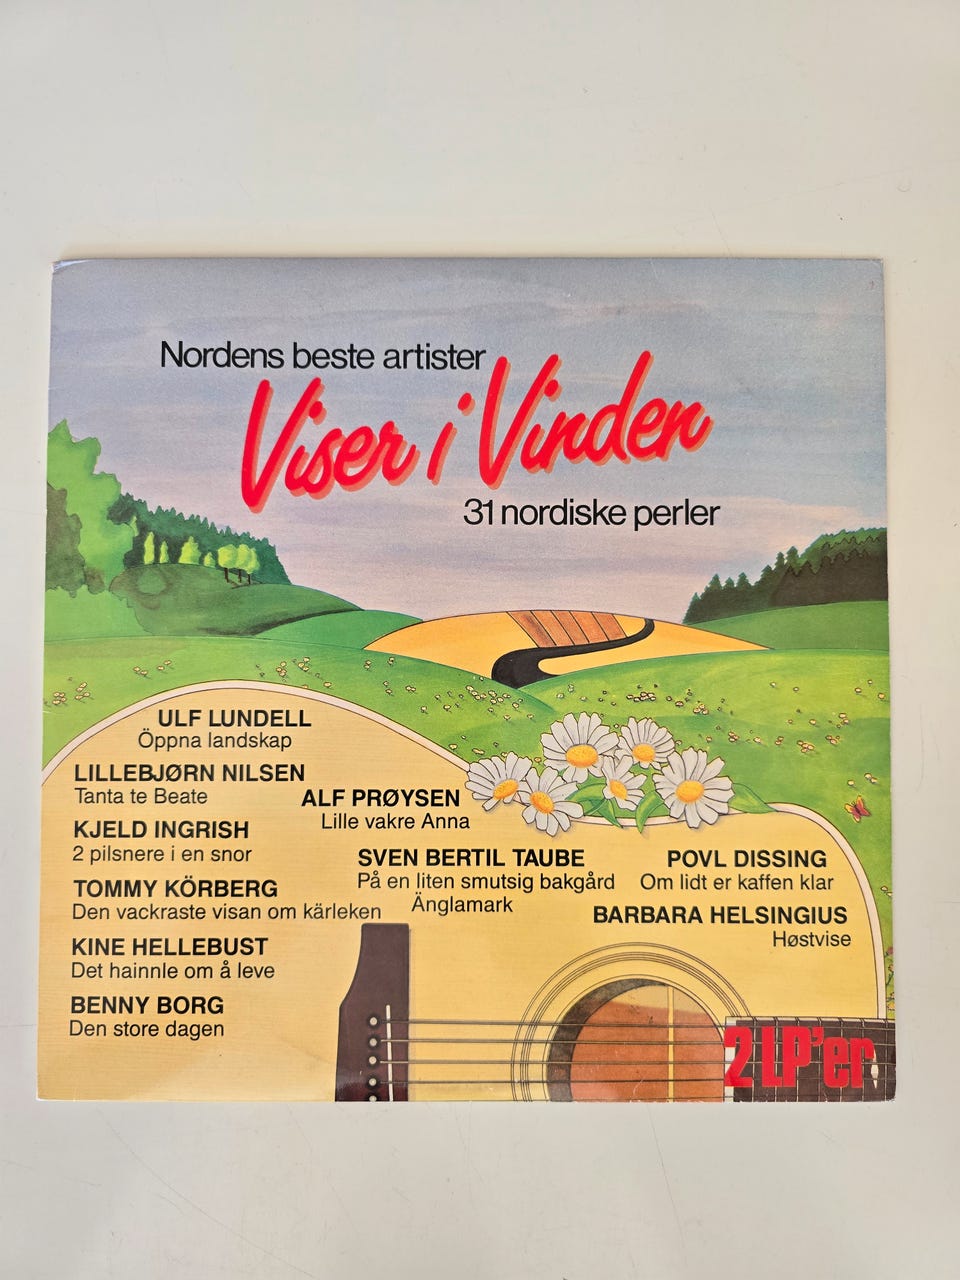 Nordens beste artister
Viser i Vinden
31 nordiske perler
ULF LUNDELL
Öppna landskap
LILLEBJØRN NILSEN
Tanta te Beate
KJELD INGRISH
2 pilsnere i en snor
TOMMY KÖRBERG
Den vackraste visan om kärleken
KINE HELLEBUST
Det hainnle om å leve
BENNY BORG
Den store dagen
ALF PRØYSEN
Lille vakre Anna
SVEN BERTIL TAUBE
På en liten smutsig bakgård
Änglamark
POVL DISSING
Om lidt er kaffen klar
BARBARA HELSINGIUS
Høstvise
2 LP'er